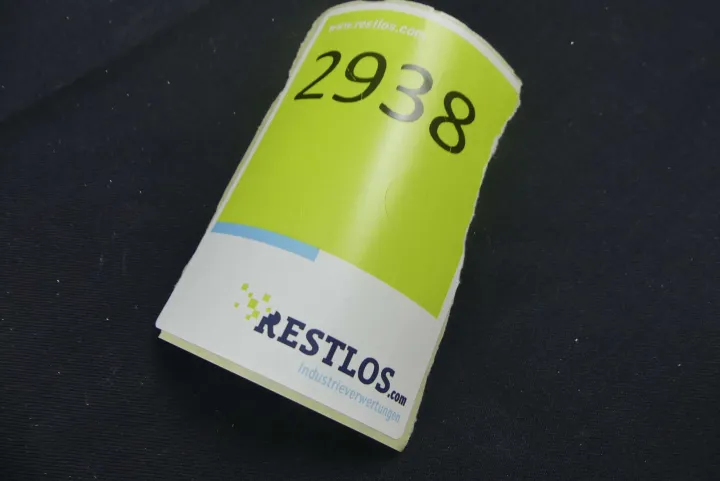 www.restlos.com
2938
RESTLOS.com
Industrieverwertungen